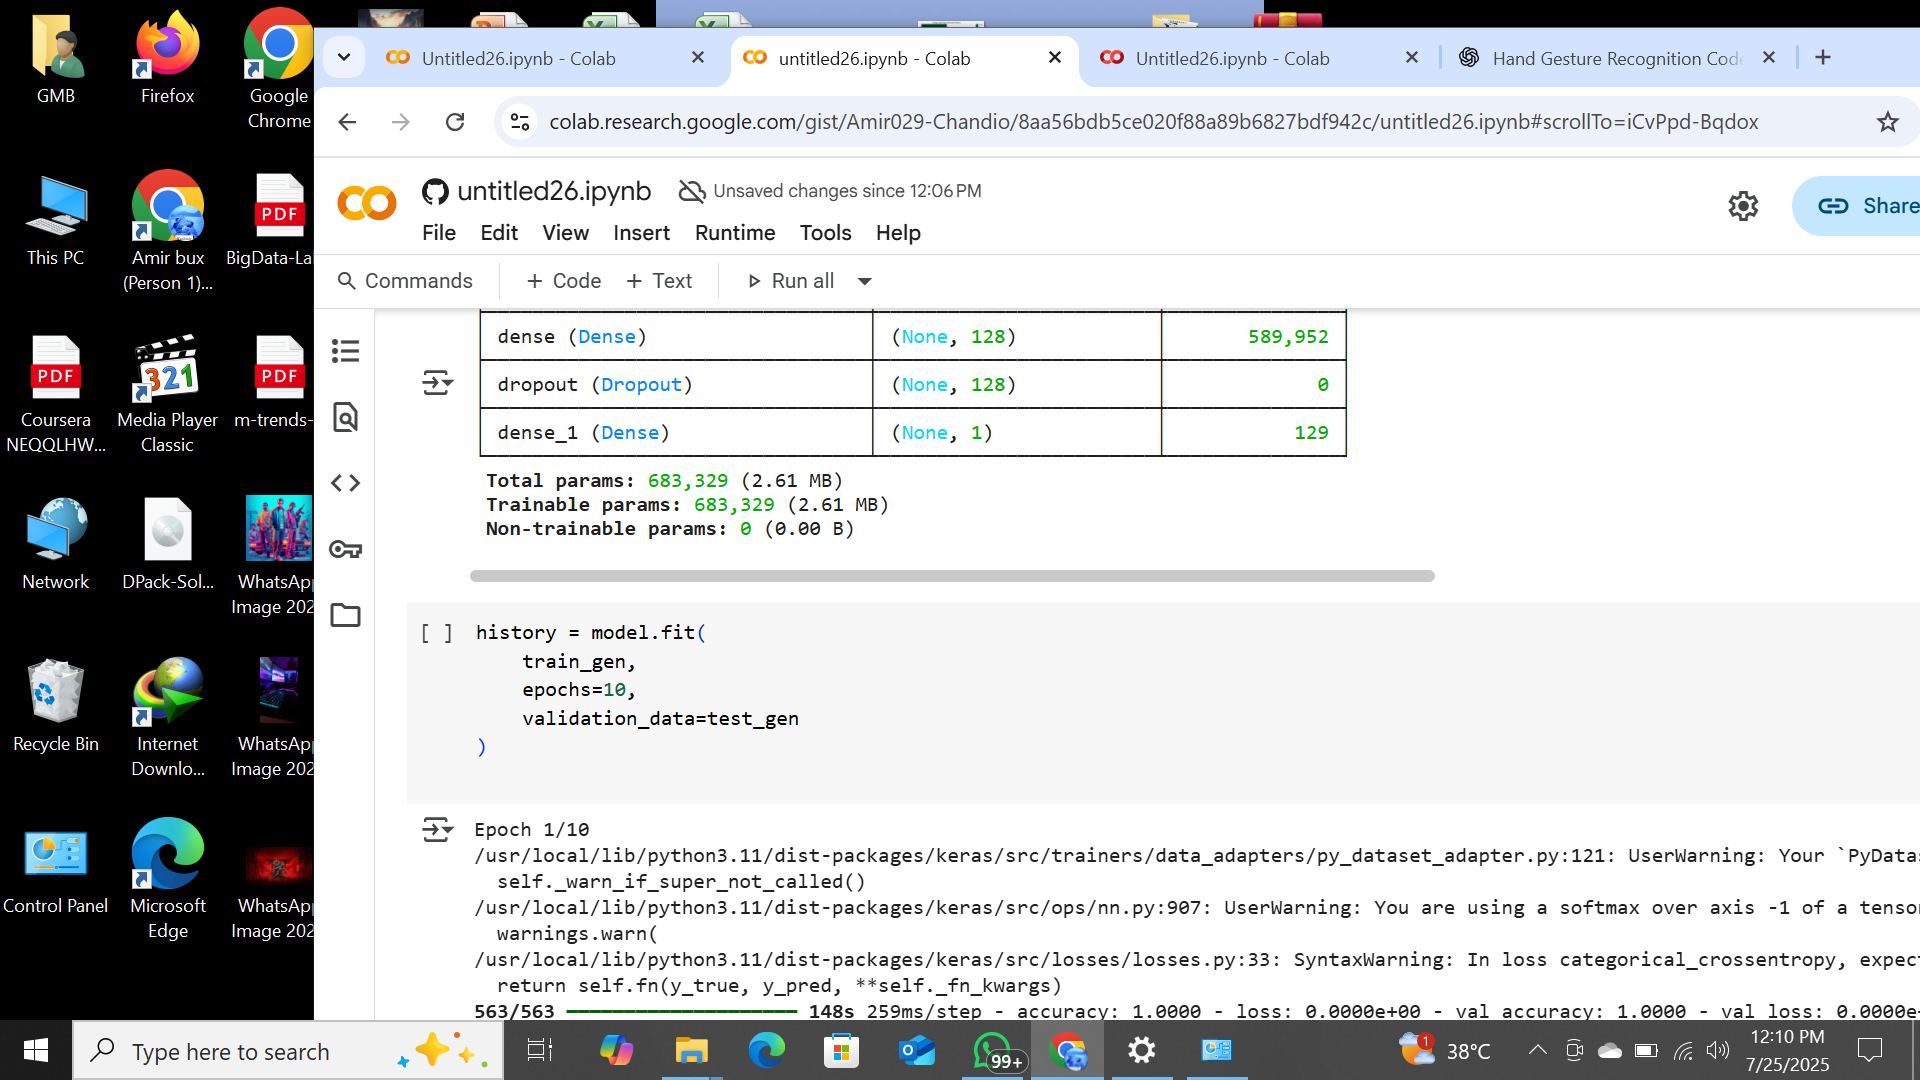 Untitled26.ipynb - Colab
untitled26.ipynb - Colab
Untitled26.ipynb - Colab
Hand Gesture Recognition Code
colab.research.google.com/gist/Amir029-Chandio/8aa56bdb5ce020f88a89b6827bdf942c/untitled26.ipynb#scrollTo=iCvPpd-Bqdox
untitled26.ipynb
Unsaved changes since 12:06 PM
File Edit View Insert Runtime Tools Help
Share
Commands + Code + Text Run all
dense (Dense) (None, 128) 589,952
dropout (Dropout) (None, 128) 0
dense_1 (Dense) (None, 1) 129
Total params: 683,329 (2.61 MB)
Trainable params: 683,329 (2.61 MB)
Non-trainable params: 0 (0.00 B)
[ ] history = model.fit(
train_gen,
epochs=10,
validation_data=test_gen
)
Epoch 1/10
/usr/local/lib/python3.11/dist-packages/keras/src/trainers/data_adapters/py_dataset_adapter.py:121: UserWarning: Your `PyDatas
self._warn_if_super_not_called()
/usr/local/lib/python3.11/dist-packages/keras/src/ops/nn.py:907: UserWarning: You are using a softmax over axis -1 of a tensor
warnings.warn(
/usr/local/lib/python3.11/dist-packages/keras/src/losses/losses.py:33: SyntaxWarning: In loss categorical_crossentropy, expect
return self.fn(y_true, y_pred, **self._fn_kwargs)
563/563 ━━━━━━━━━━━━━━━━━━━━ 148s 259ms/step - accuracy: 1.0000 - loss: 0.0000e+00 - val_accuracy: 1.0000 - val_loss: 0.0000e+
GMB
Firefox
Google
Chrome
This PC
Amir bux
(Person 1)...
BigData-La
PDF
Coursera
NEQQLHW...
PDF
321
Media Player
Classic
m-trends-
PDF
Network
DPack-Sol...
WhatsApp
Image 202
Recycle Bin
Internet
Downlo...
WhatsApp
Image 202
Control Panel
Microsoft
Edge
WhatsApp
Image 202
Type here to search
99+
1
38°C
12:10 PM
7/25/2025